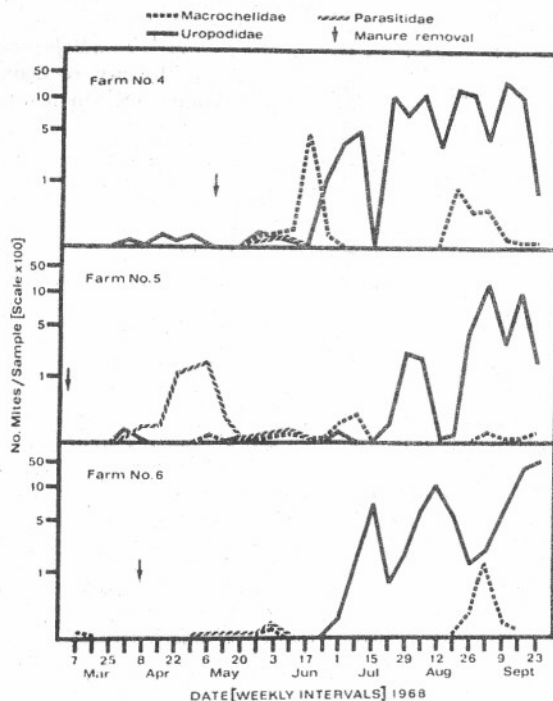 Macrochelidae Parasitidae
Uropodidae Manure removal
Farm No. 4
50
10
5
1
Farm No. 5
50
10
5
1
Farm No. 6
50
10
5
1
No. Mites / Sample [Scale x100]
7 25 8 22 6 20 3 17 1 15 29 12 26 9 23
Mar Apr May Jun Jul Aug Sept
DATE [WEEKLY INTERVALS] 1968